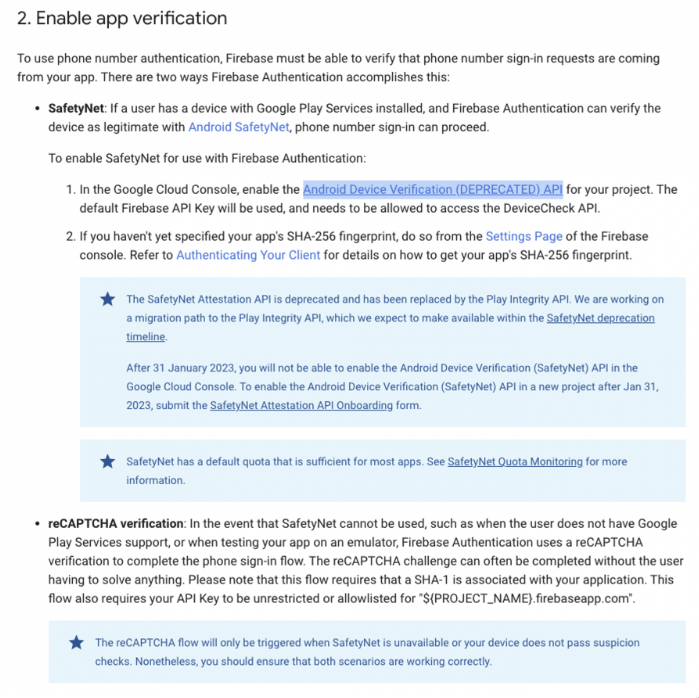 2. Enable app verification
To use phone number authentication, Firebase must be able to verify that phone number sign-in requests are coming
from your app. There are two ways Firebase Authentication accomplishes this:
• SafetyNet: If a user has a device with Google Play Services installed, and Firebase Authentication can verify the
device as legitimate with Android SafetyNet, phone number sign-in can proceed.
To enable SafetyNet for use with Firebase Authentication:
1. In the Google Cloud Console, enable the Android Device Verification (DEPRECATED) API for your project. The
default Firebase API Key will be used, and needs to be allowed to access the DeviceCheck API.
2. If you haven't yet specified your app's SHA-256 fingerprint, do so from the Settings Page of the Firebase
console. Refer to Authenticating Your Client for details on how to get your app's SHA-256 fingerprint.
The SafetyNet Attestation API is deprecated and has been replaced by the Play Integrity API. We are working on
a migration path to the Play Integrity API, which we expect to make available within the SafetyNet deprecation
timeline.
After 31 January 2023, you will not be able to enable the Android Device Verification (SafetyNet) API in the
Google Cloud Console. To enable the Android Device Verification (SafetyNet) API in a new project after Jan 31,
2023, submit the SafetyNet Attestation API Onboarding form.
SafetyNet has a default quota that is sufficient for most apps. See SafetyNet Quota Monitoring for more
information.
• reCAPTCHA verification: In the event that SafetyNet cannot be used, such as when the user does not have Google
Play Services support, or when testing your app on an emulator, Firebase Authentication uses a reCAPTCHA
verification to complete the phone sign-in flow. The reCAPTCHA challenge can often be completed without the user
having to solve anything. Please note that this flow requires that a SHA-1 is associated with your application. This
flow also requires your API Key to be unrestricted or allowlisted for "${PROJECT_NAME}.firebaseapp.com".
The reCAPTCHA flow will only be triggered when SafetyNet is unavailable or your device does not pass suspicion
checks. Nonetheless, you should ensure that both scenarios are working correctly.